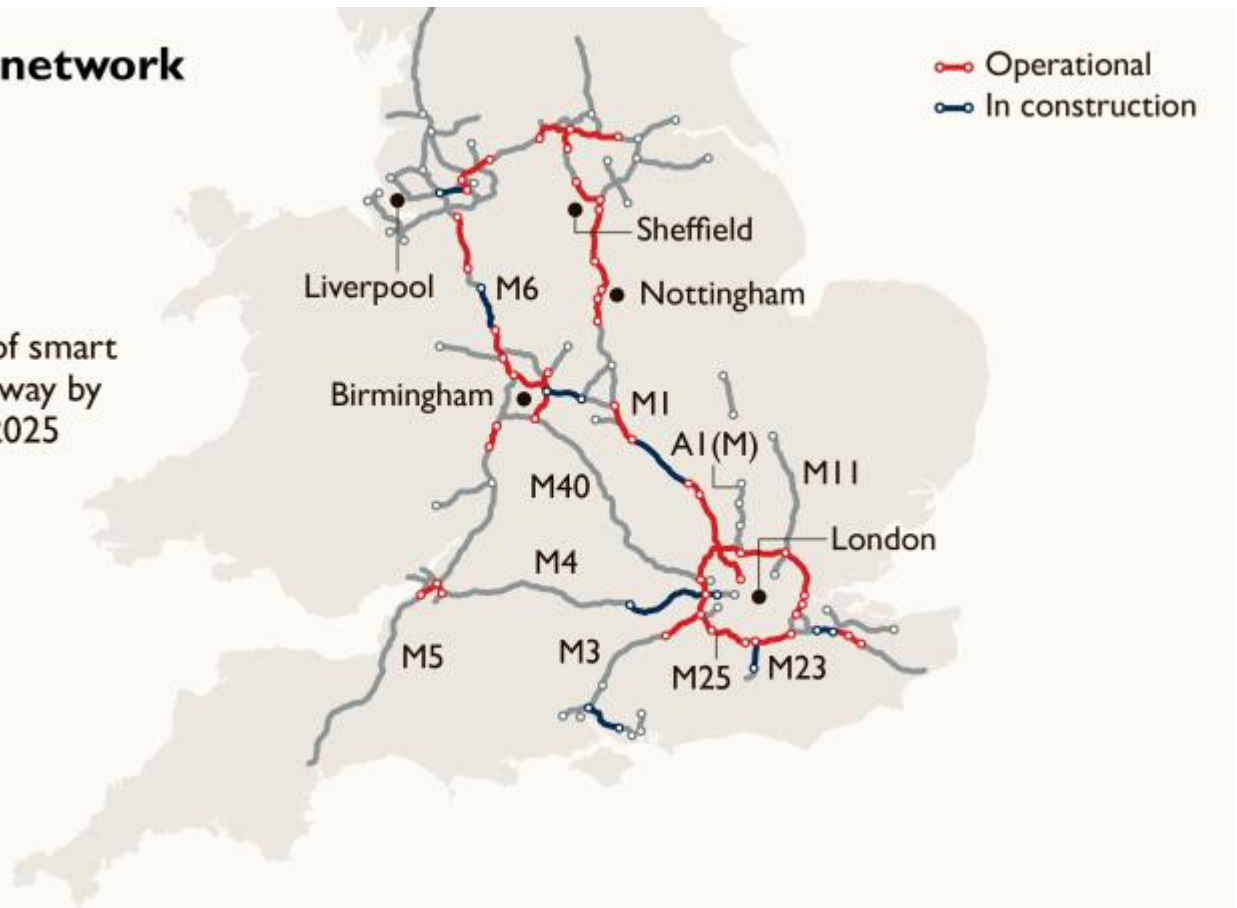 network
Operational
In construction
Sheffield
Liverpool
M6
Nottingham
of smart
way by
2025
Birmingham
M1
A1(M)
M11
M40
London
M4
M5
M3
M25
M23